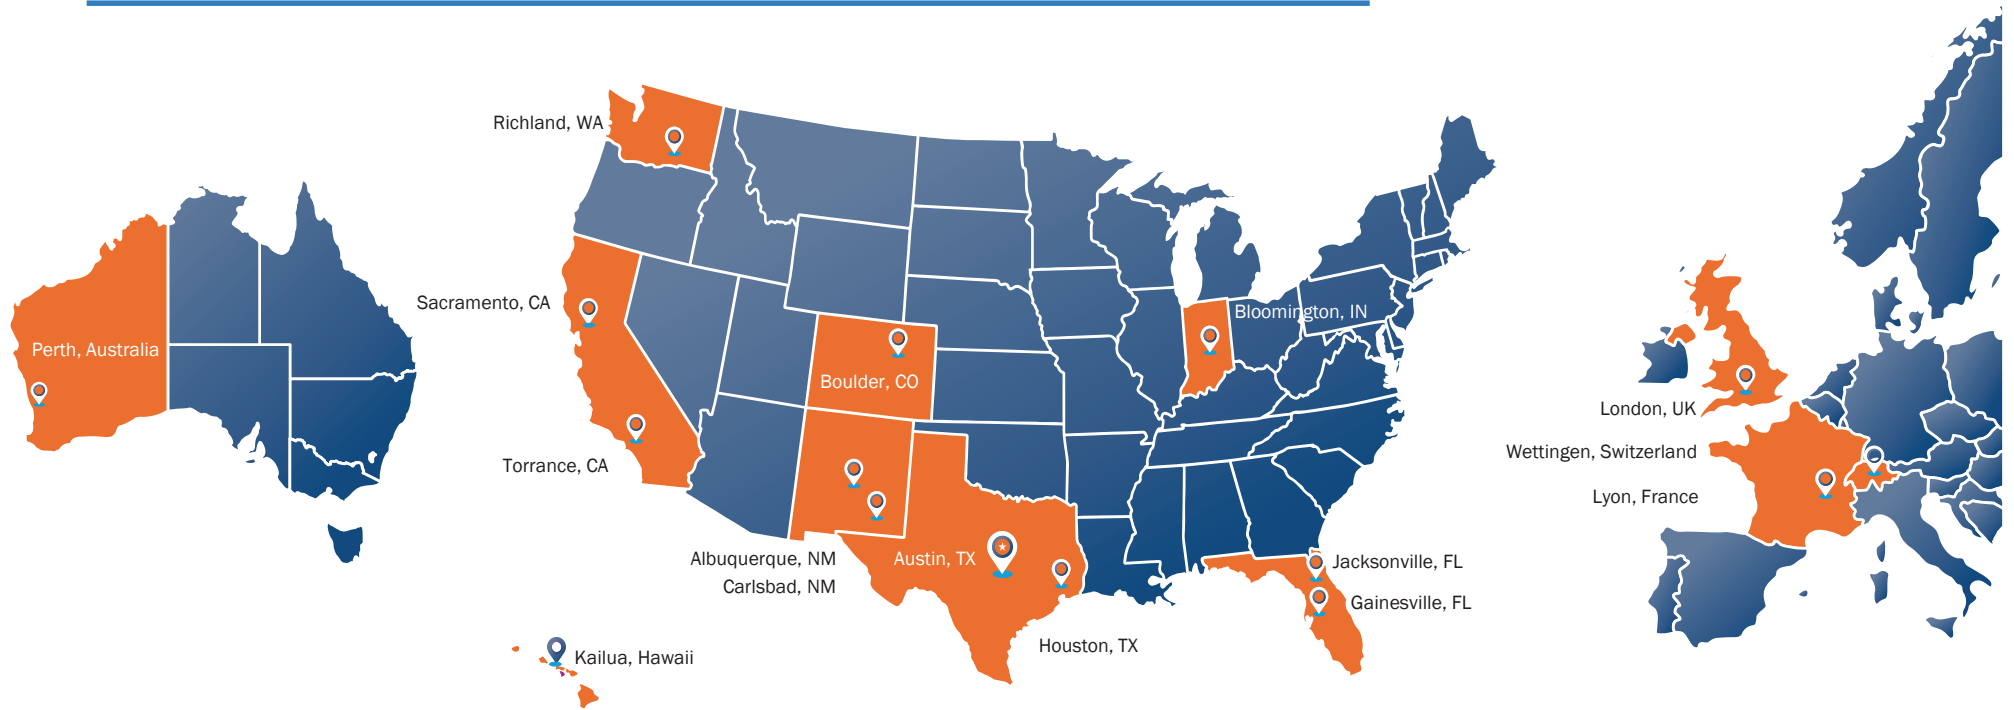 Richland, WA
Sacramento, CA
Bloomington, IN
Perth, Australia
Boulder, CO
London, UK
Wettingen, Switzerland
Torrance, CA
Lyon, France
Albuquerque, NM
Austin, TX
Jacksonville, FL
Carlsbad, NM
Gainesville, FL
Houston, TX
Kailua, Hawaii